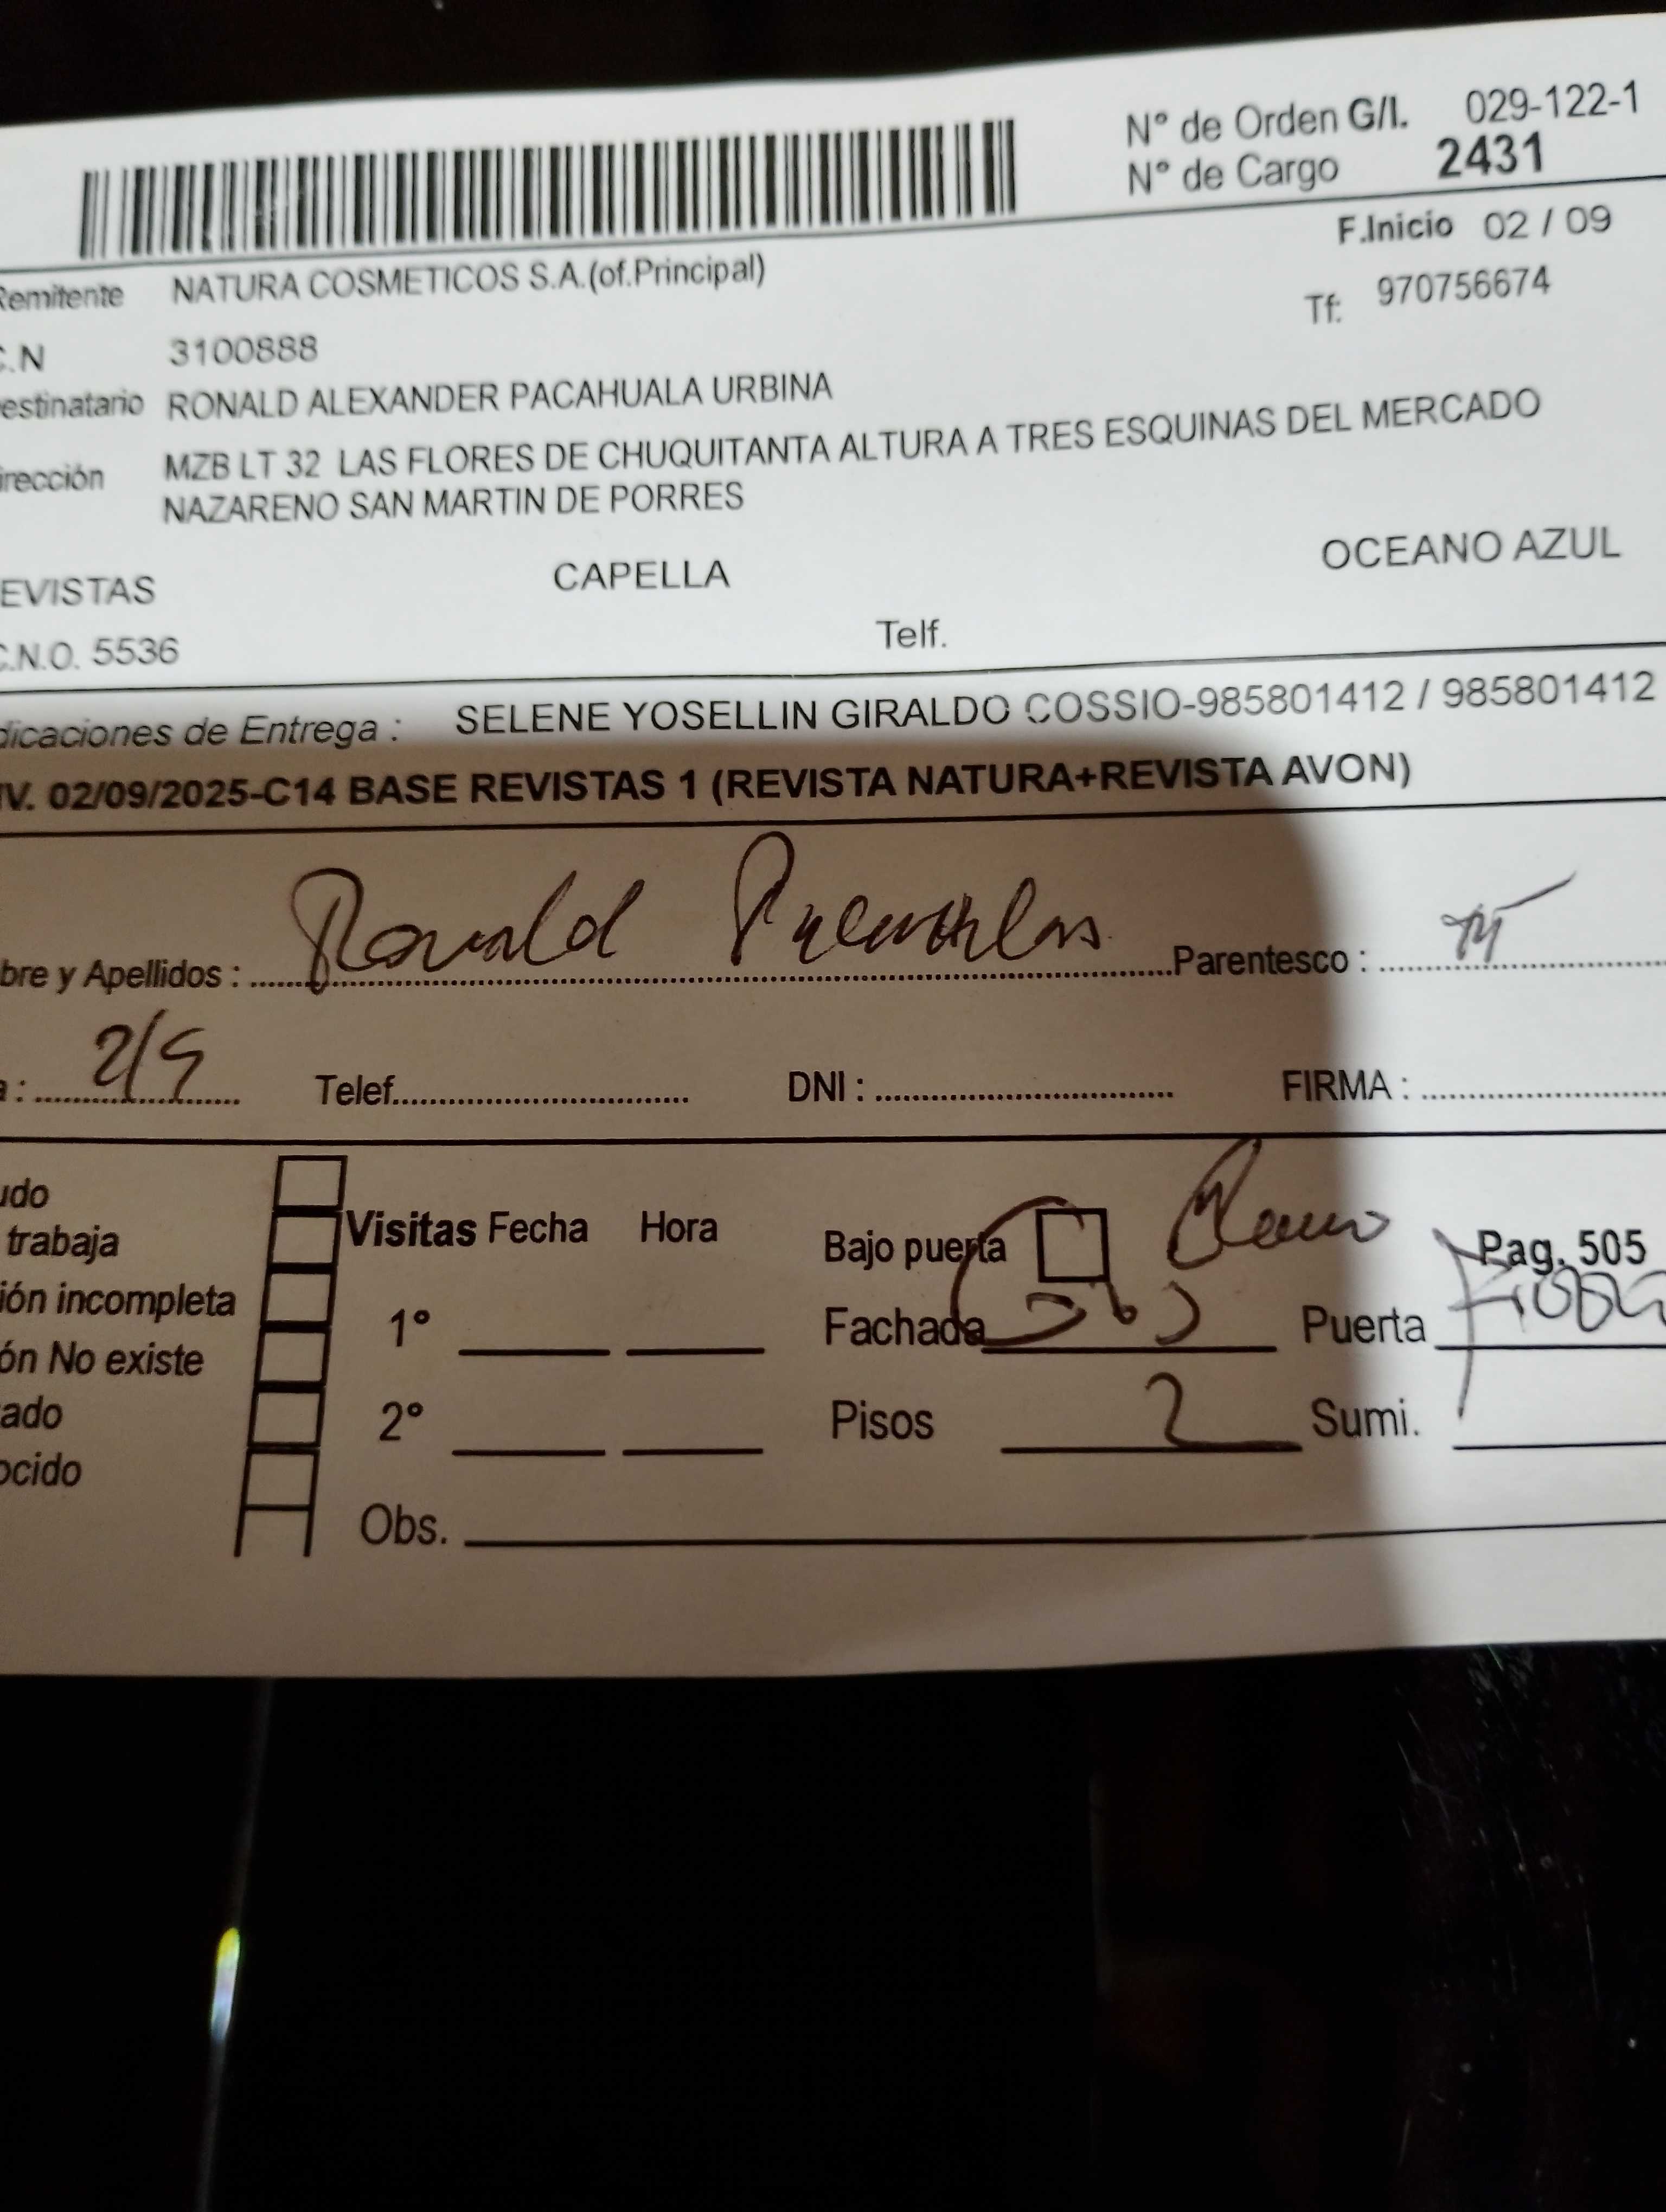 Nº de Orden G/I. 029-122-1
Nº de Cargo 2431
F.Inicio 02 / 09
Remitente NATURA COSMETICOS S.A.(of.Principal)
Tf: 970756674
C.N 3100888
estinatario RONALD ALEXANDER PACAHUALA URBINA
irección MZB LT 32 LAS FLORES DE CHUQUITANTA ALTURA A TRES ESQUINAS DEL MERCADO
NAZARENO SAN MARTIN DE PORRES
EVISTAS CAPELLA OCEANO AZUL
C.N.O. 5536 Telf.
dicaciones de Entrega : SELENE YOSELLIN GIRALDO COSSIO-985801412 / 985801412
IV. 02/09/2025-C14 BASE REVISTAS 1 (REVISTA NATURA+REVISTA AVON)
bre y Apellidos : Ronald Parentesco :
a : 2/9 Telef. DNI : FIRMA :
udo
trabaja Visitas Fecha Hora Bajo puerta Pag. 505
ión incompleta 1º Fachada Puerta
ón No existe
ado 2º Pisos 2 Sumi.
ocido
Obs.